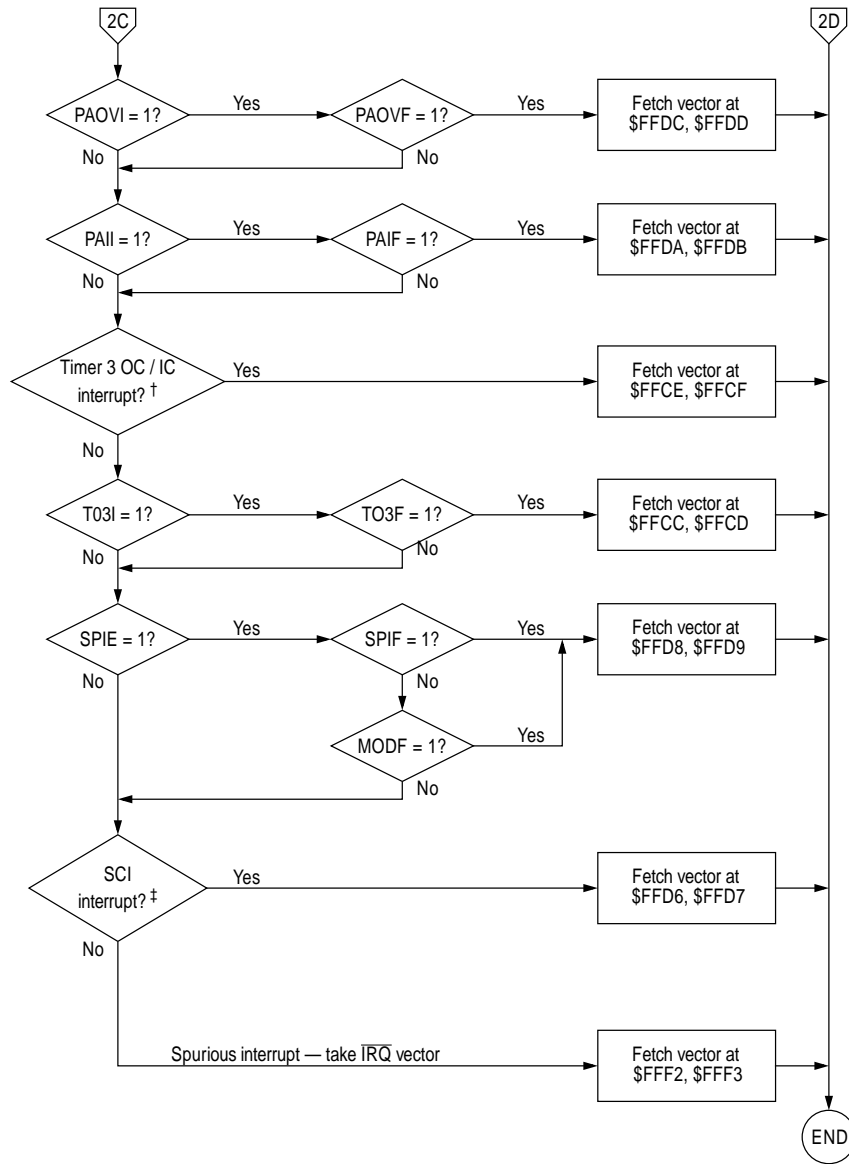 2C
2D
PAOVI = 1?
Yes
PAOVF = 1?
Yes
Fetch vector at
$FFDC, $FFDD
No
No
PAII = 1?
Yes
PAIF = 1?
Yes
Fetch vector at
$FFDA, $FFDB
No
No
Timer 3 OC / IC
interrupt? †
Yes
Fetch vector at
$FFCE, $FFCF
No
T03I = 1?
Yes
TO3F = 1?
Yes
Fetch vector at
$FFCC, $FFCD
No
No
SPIE = 1?
Yes
SPIF = 1?
Yes
Fetch vector at
$FFD8, $FFD9
No
No
MODF = 1?
Yes
No
SCI
interrupt? ‡
Yes
Fetch vector at
$FFD6, $FFD7
No
Spurious interrupt — take I̅R̅Q̅ vector
Fetch vector at
$FFF2, $FFF3
END